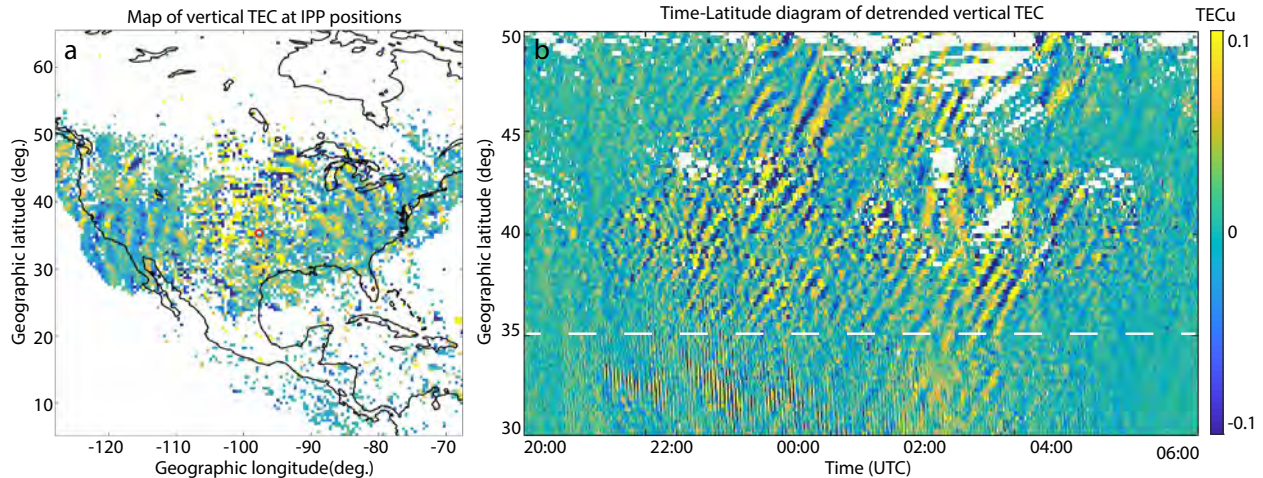 Map of vertical TEC at IPP positions
a
Geographic latitude (deg.)
60
50
40
30
20
10
-120
-110
-100
-90
-80
-70
Geographic longitude(deg.)
Time-Latitude diagram of detrended vertical TEC
b
Geographic latitude (deg.)
50
45
40
35
30
20:00
22:00
00:00
02:00
04:00
06:00
Time (UTC)
TECu
0.1
0
-0.1